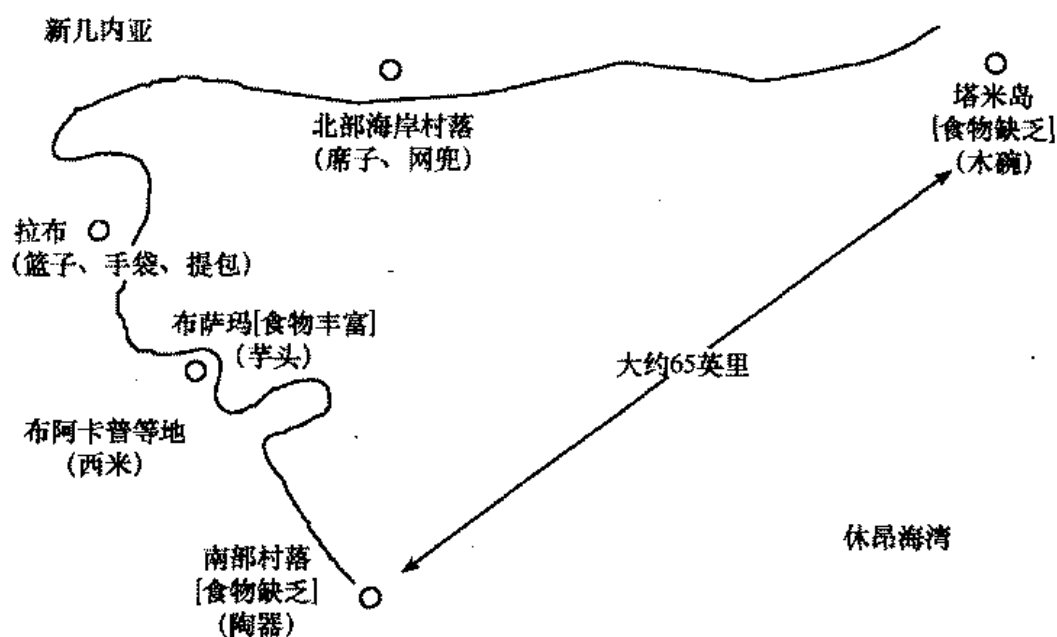 新几内亚
北部海岸村落
(席子、网兜)
塔米岛
[食物缺乏]
(木碗)
拉布
(篮子、手袋、提包)
布萨玛[食物丰富]
(芋头)
大约65英里
布阿卡普等地
(西米)
休昂海湾
南部村落
[食物缺乏]
(陶器)